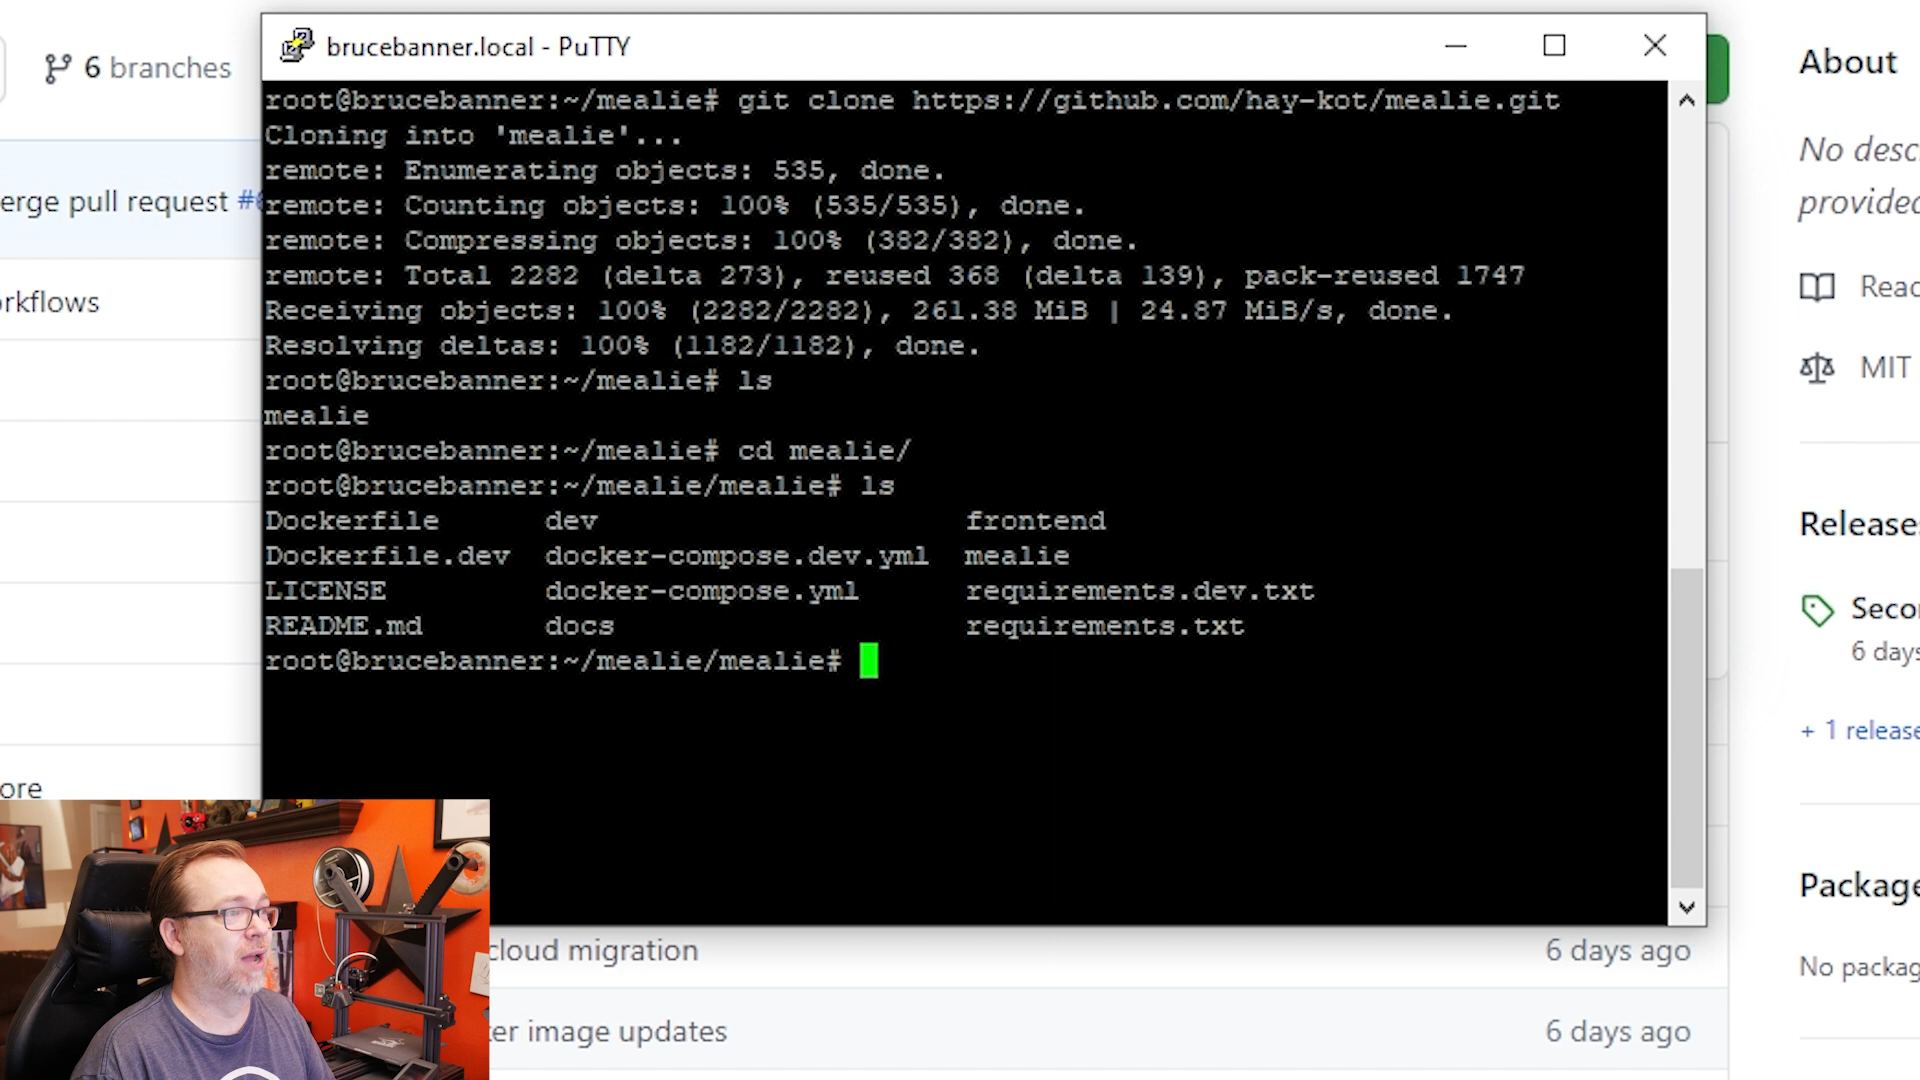 6 branches
erge pull request #6
rkflows
ore
brucebanner.local - PuTTY
root@brucebanner:~/mealie# git clone https://github.com/hay-kot/mealie.git
Cloning into 'mealie'...
remote: Enumerating objects: 535, done.
remote: Counting objects: 100% (535/535), done.
remote: Compressing objects: 100% (382/382), done.
remote: Total 2282 (delta 273), reused 368 (delta 139), pack-reused 1747
Receiving objects: 100% (2282/2282), 261.38 MiB | 24.87 MiB/s, done.
Resolving deltas: 100% (1182/1182), done.
root@brucebanner:~/mealie# ls
mealie
root@brucebanner:~/mealie# cd mealie/
root@brucebanner:~/mealie/mealie# ls
Dockerfile dev frontend
Dockerfile.dev docker-compose.dev.yml mealie
LICENSE docker-compose.yml requirements.dev.txt
README.md docs requirements.txt
root@brucebanner:~/mealie/mealie#
cloud migration 6 days ago
er image updates 6 days ago
About
No desc
provided
Read
MIT
Releases
Secon
6 days
+ 1 release
Package
No packag